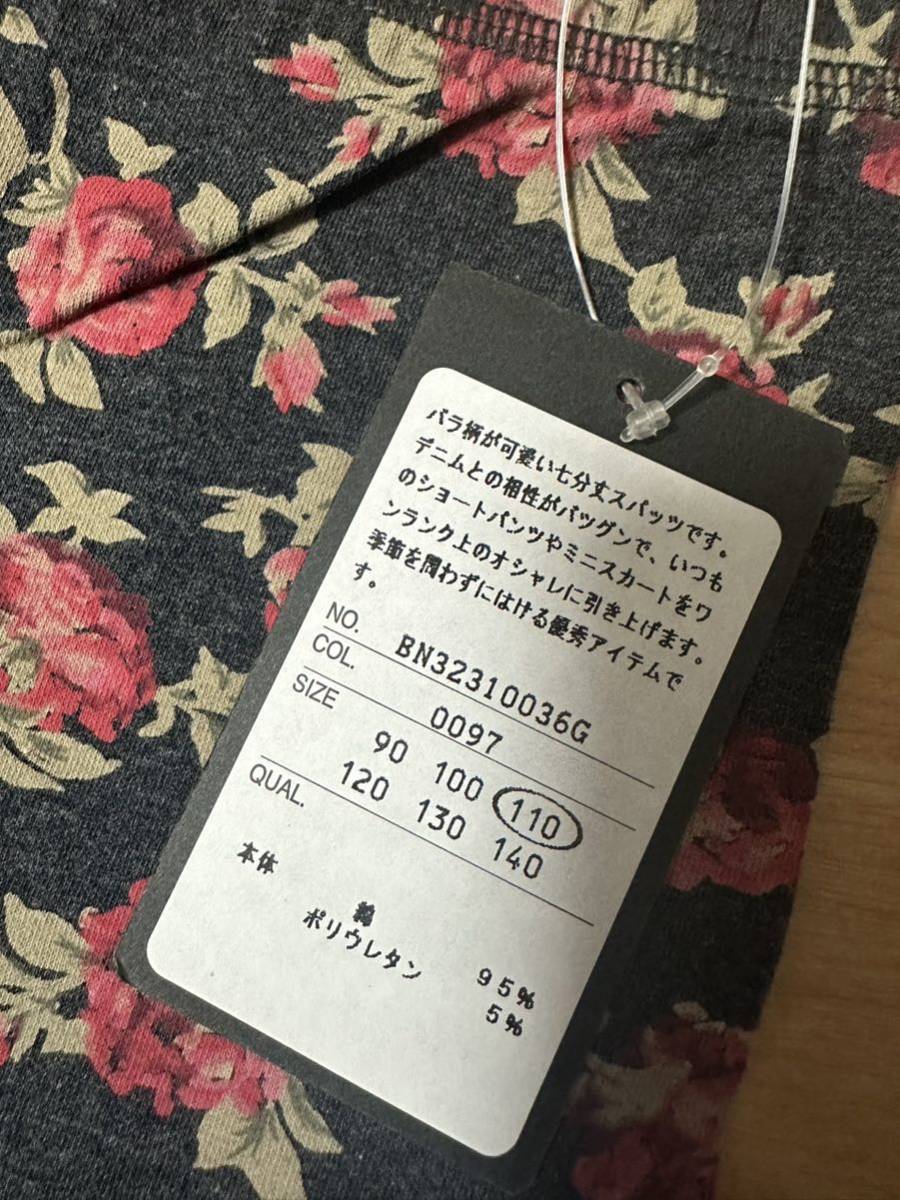 バラ柄が可愛い七分丈スパッツです。
デニムとの相性がバツグンで、いつも
のショートパンツやミニスカートをワ
ンランク上のオシャレに引き上げます。
季節を問わずにはける優秀アイテムで
す。
NO. BN32310036G
COL. 0097
SIZE 90 100 110
120 130 140
QUAL.
本体
綿 95%
ポリウレタン 5%